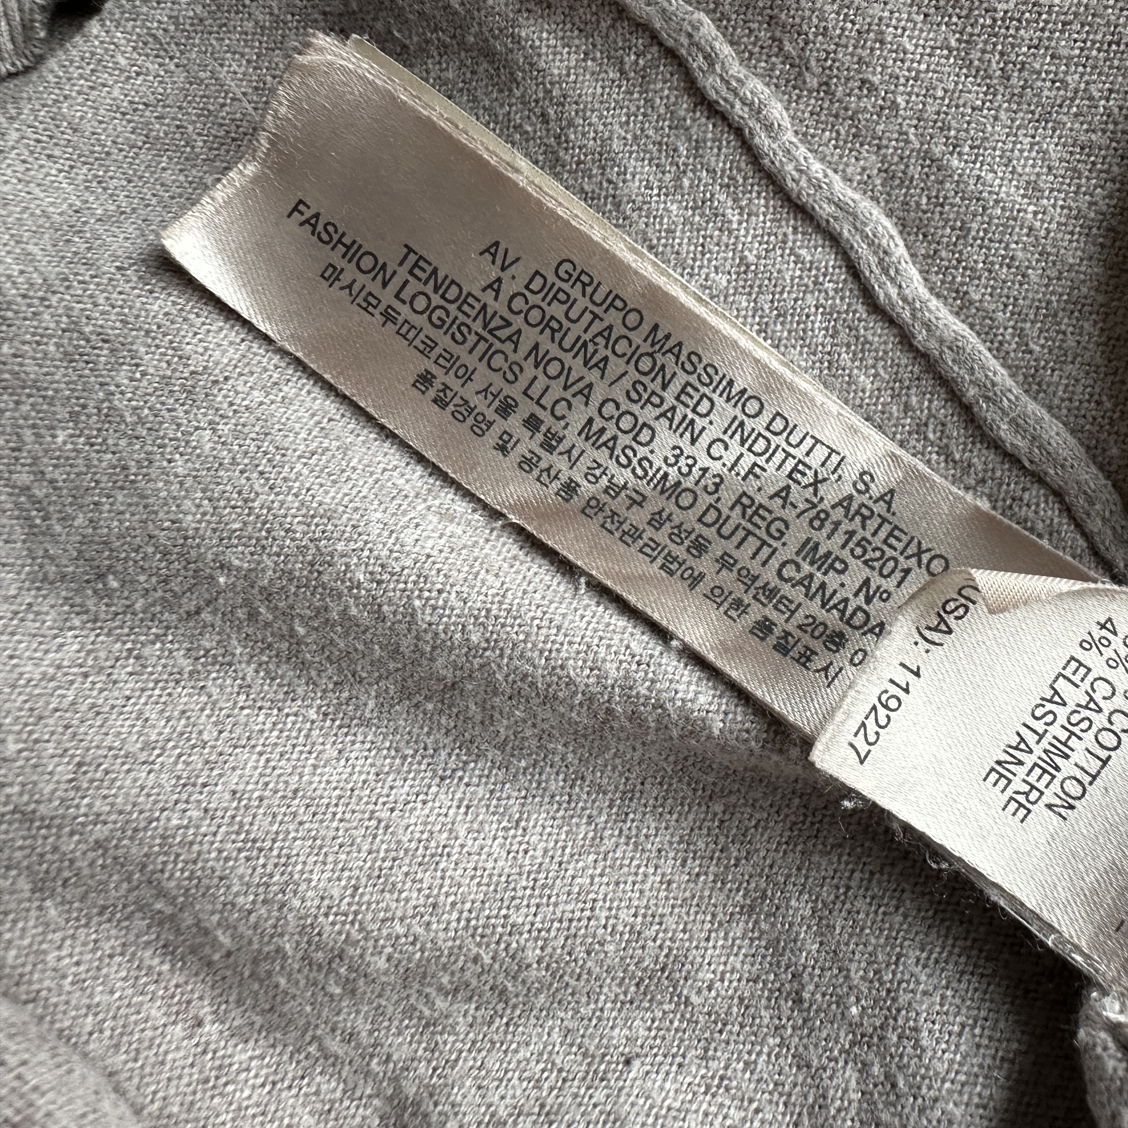 GRUPO MASSIMO DUTTI, S.A.
AV. DIPUTACIÓN ED. INDITEX, ARTEIXO
A CORUÑA / SPAIN C.I.F. A-78115201
TENDENZA NOVA COD. 3313, REG. IMP. Nº
FASHION LOGISTICS LLC, MASSIMO DUTTI CANADA
마시모두띠코리아 서울 특별시 강남구 삼성동 무역센터 20층 0
품질경영 및 공산품 안전관리법에 의한 품질표시
USA): 119227
COTTON
% CASHMERE
4% ELASTANE